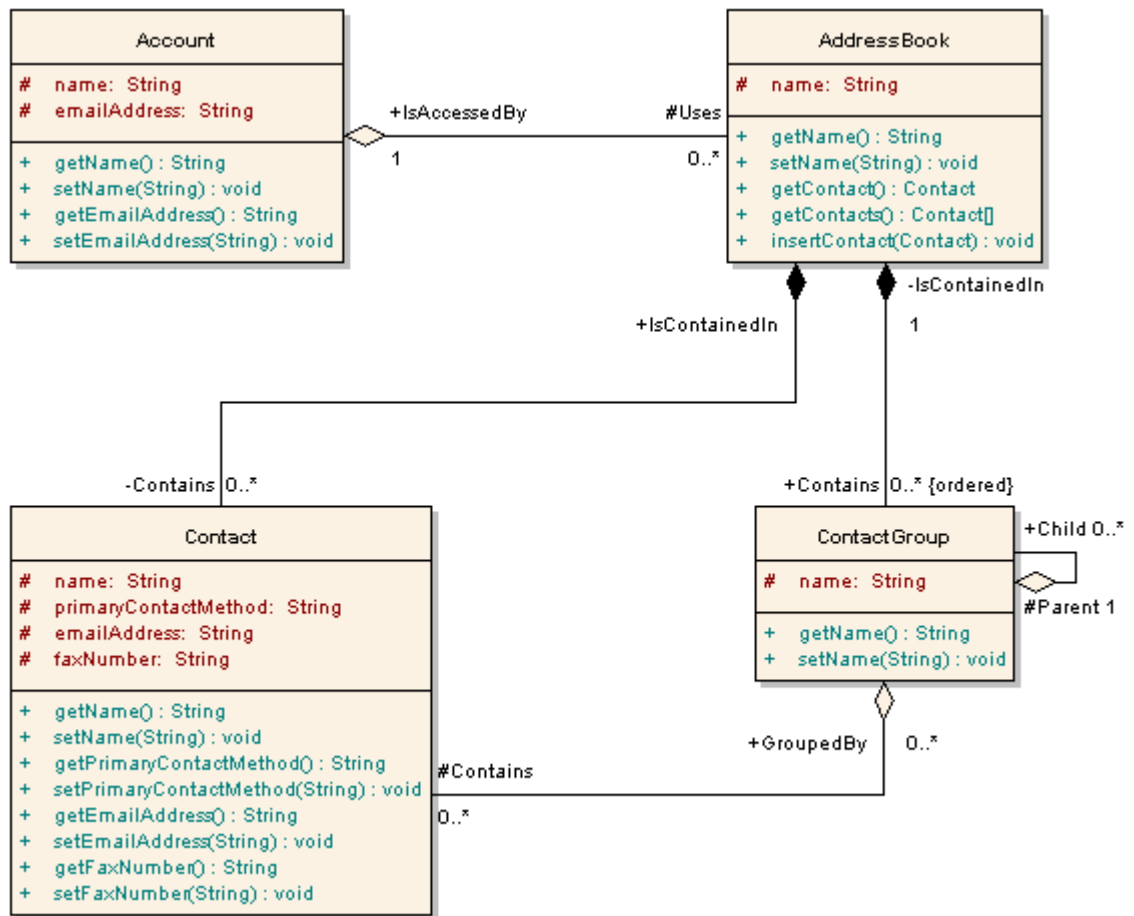 Account
# name: String
# emailAddress: String
+ getName() : String
+ setName(String) : void
+ getEmailAddress() : String
+ setEmailAddress(String) : void
+IsAccessedBy
1
#Uses
0..*
AddressBook
# name: String
+ getName() : String
+ setName(String) : void
+ getContact() : Contact
+ getContacts() : Contact[]
+ insertContact(Contact) : void
+IsContainedIn
-IsContainedIn
1
-Contains 0..*
+Contains 0..* {ordered}
Contact
# name: String
# primaryContactMethod: String
# emailAddress: String
# faxNumber: String
+ getName() : String
+ setName(String) : void
+ getPrimaryContactMethod() : String
+ setPrimaryContactMethod(String) : void
+ getEmailAddress() : String
+ setEmailAddress(String) : void
+ getFaxNumber() : String
+ setFaxNumber(String) : void
ContactGroup
# name: String
+ getName() : String
+ setName(String) : void
+Child 0..*
#Parent 1
+GroupedBy 0..*
#Contains
0..*